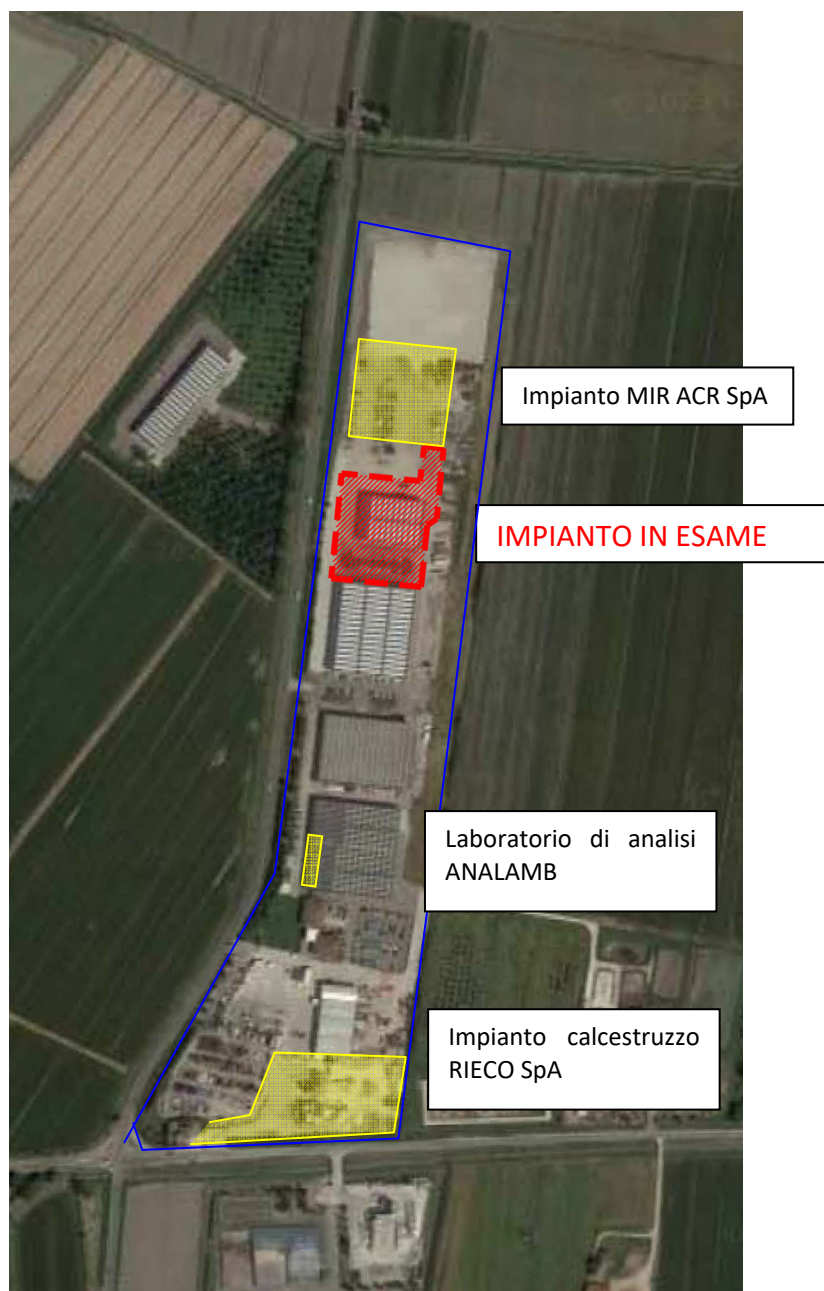 Impianto MIR ACR SpA
IMPIANTO IN ESAME
Laboratorio di analisi
ANALAMB
Impianto calcestruzzo
RIECO SpA